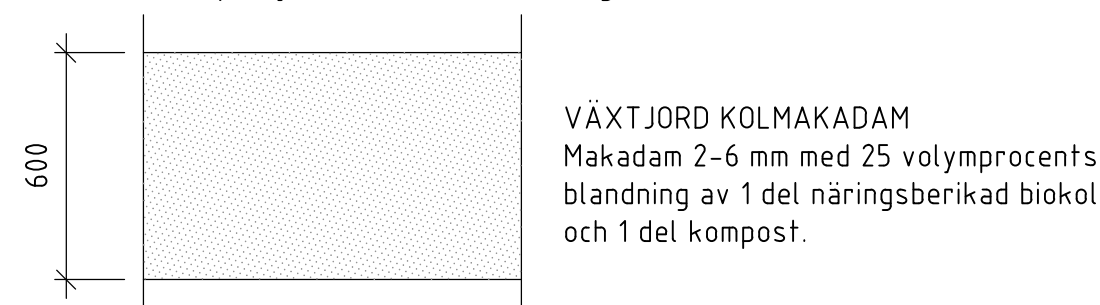 600
VÄXTJORD KOLMAKADAM
Makadam 2-6 mm med 25 volymprocents
blandning av 1 del näringsberikad biokol
och 1 del kompost.